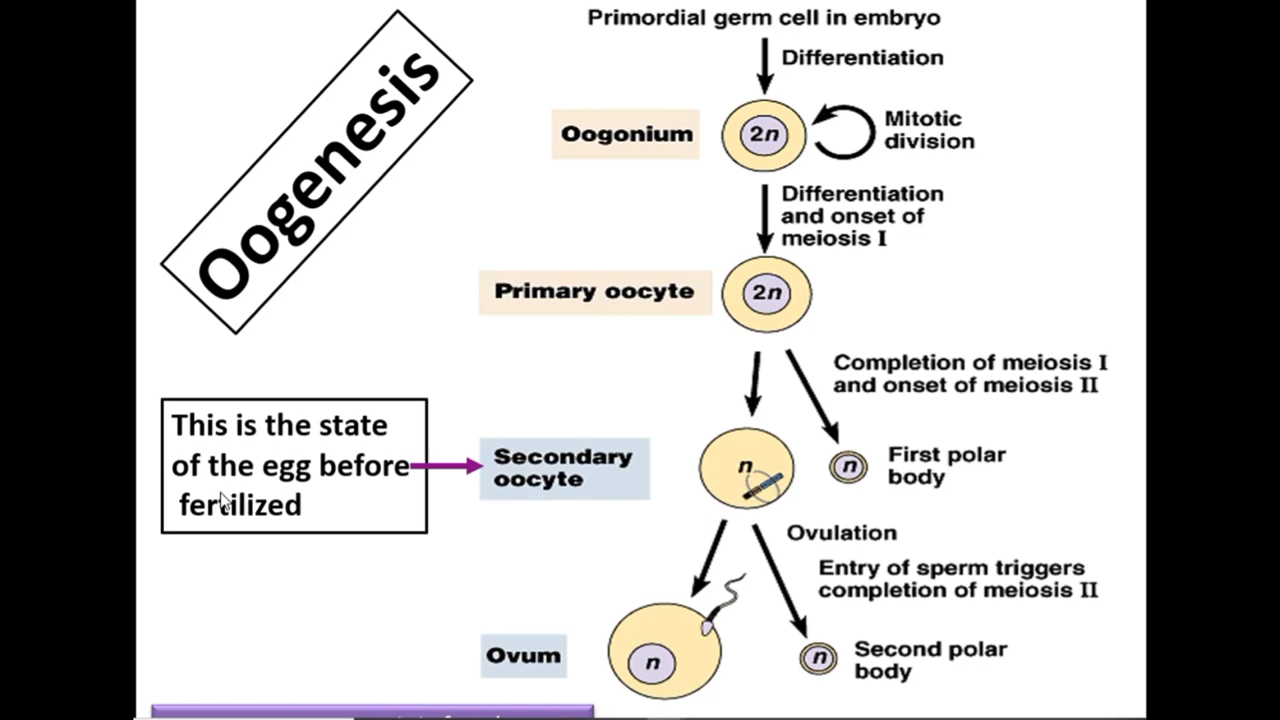 Oogenesis
Primordial germ cell in embryo
Differentiation
Oogonium
2n
Mitotic
division
Differentiation
and onset of
meiosis I
Primary oocyte
2n
Completion of meiosis I
and onset of meiosis II
This is the state
of the egg before
fertilized
Secondary
oocyte
n
n
First polar
body
Ovulation
Entry of sperm triggers
completion of meiosis II
Ovum
n
n
Second polar
body